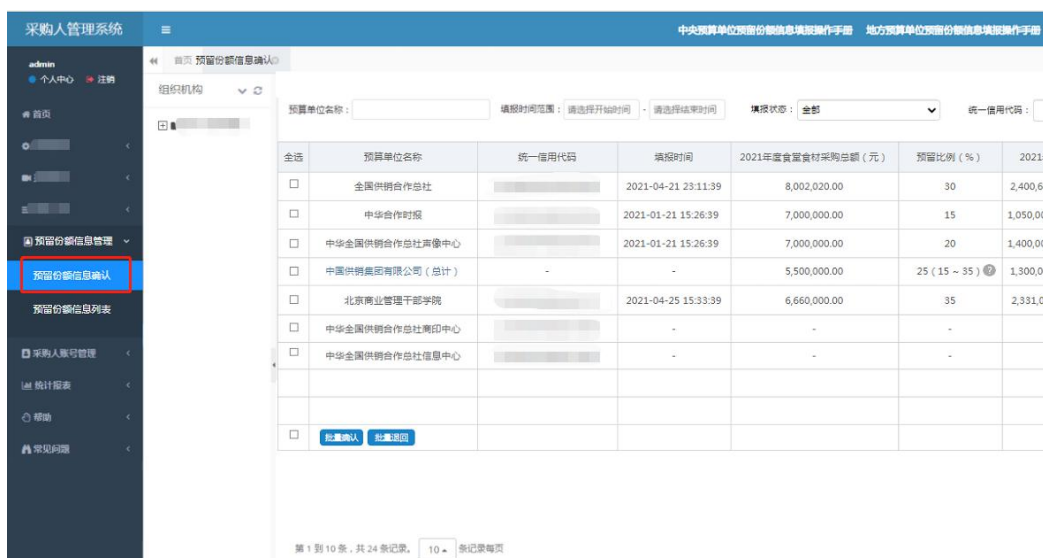 采购人管理系统
中央预算单位预留份额信息填报操作手册 地方预算单位预留份额信息填报操作手册
admin
个人中心 注销
首页 预留份额信息确认
组织机构
预算单位名称： 填报时间范围： 请选择开始时间 - 请选择结束时间 填报状态： 全部 统一信用代码：
首页
预留份额信息管理
预留份额信息确认
预留份额信息列表
采购人账号管理
统计报表
帮助
常见问题
全选 预算单位名称 统一信用代码 填报时间 2021年度食堂食材采购总额（元） 预留比例（%） 2021
全国供销合作总社 2021-04-21 23:11:39 8,002,020.00 30 2,400,6
中华合作时报 2021-01-21 15:26:39 7,000,000.00 15 1,050,00
中华全国供销合作总社声像中心 2021-01-21 15:26:39 7,000,000.00 20 1,400,00
中国供销集团有限公司（总计） - - 5,500,000.00 25（15 ~ 35） 1,300,0
北京商业管理干部学院 2021-04-25 15:33:39 6,660,000.00 35 2,331,0
中华全国供销合作总社商印中心 - - -
中华全国供销合作总社信息中心 - - -
批量确认 批量退回
第 1 到 10 条，共 24 条记录。 10 条记录每页